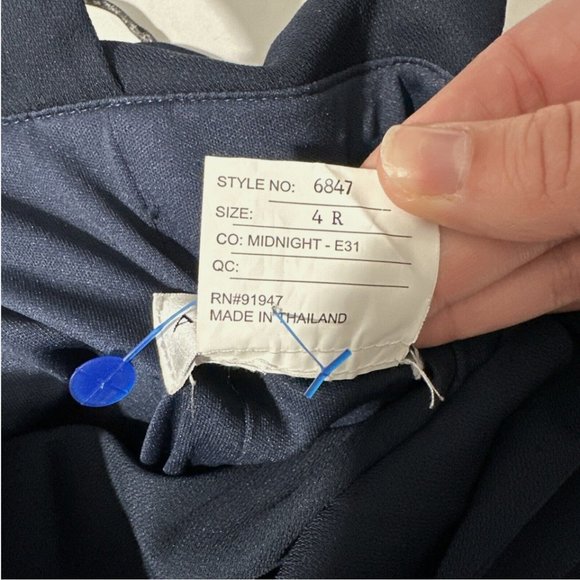 STYLE NO: 6847
SIZE: 4 R
CO: MIDNIGHT - E31
QC:
RN#91947
MADE IN THAILAND
A